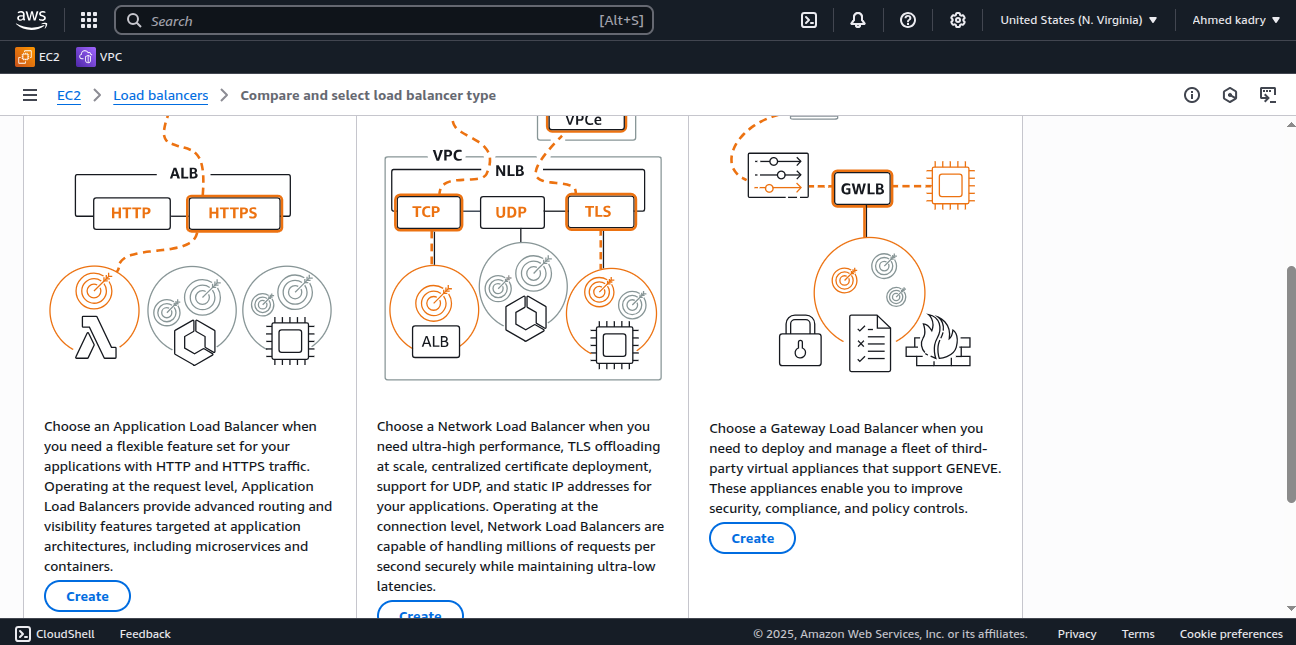 aws
Search
[Alt+S]
United States (N. Virginia)
Ahmed kadry
EC2
VPC
EC2
Load balancers
Compare and select load balancer type
ALB
HTTP
HTTPS
VPCe
VPC
NLB
TCP
UDP
TLS
ALB
GWLB
Choose an Application Load Balancer when
you need a flexible feature set for your
applications with HTTP and HTTPS traffic.
Operating at the request level, Application
Load Balancers provide advanced routing and
visibility features targeted at application
architectures, including microservices and
containers.
Create
Choose a Network Load Balancer when you
need ultra-high performance, TLS offloading
at scale, centralized certificate deployment,
support for UDP, and static IP addresses for
your applications. Operating at the
connection level, Network Load Balancers are
capable of handling millions of requests per
second securely while maintaining ultra-low
latencies.
Create
Choose a Gateway Load Balancer when you
need to deploy and manage a fleet of third-
party virtual appliances that support GENEVE.
These appliances enable you to improve
security, compliance, and policy controls.
Create
CloudShell
Feedback
© 2025, Amazon Web Services, Inc. or its affiliates.
Privacy
Terms
Cookie preferences